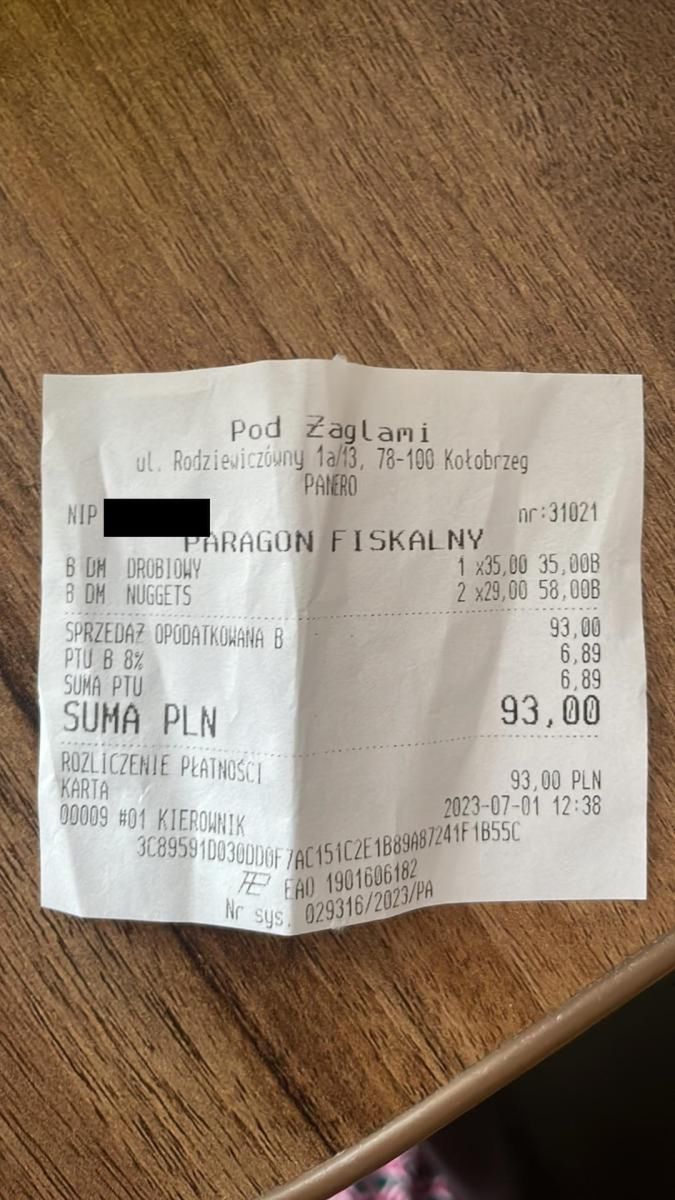 Pod Żaglami
ul. Rodziewiczówny 1a/13, 78-100 Kołobrzeg
PANERO
NIP nr:31021
PARAGON FISKALNY
B DM DROBIOWY 1 x35,00 35,00B
B DM NUGGETS 2 x29,00 58,00B
SPRZEDAŻ OPODATKOWANA B 93,00
PTU B 8% 6,89
SUMA PTU 6,89
SUMA PLN 93,00
ROZLICZENIE PŁATNOŚCI
KARTA 93,00 PLN
00009 #01 KIEROWNIK 2023-07-01 12:38
3C89591D030DD0F7AC151C2E1B89A87241F1B55C
EAO 1901606182
Nr sys. 029316/2023/PA